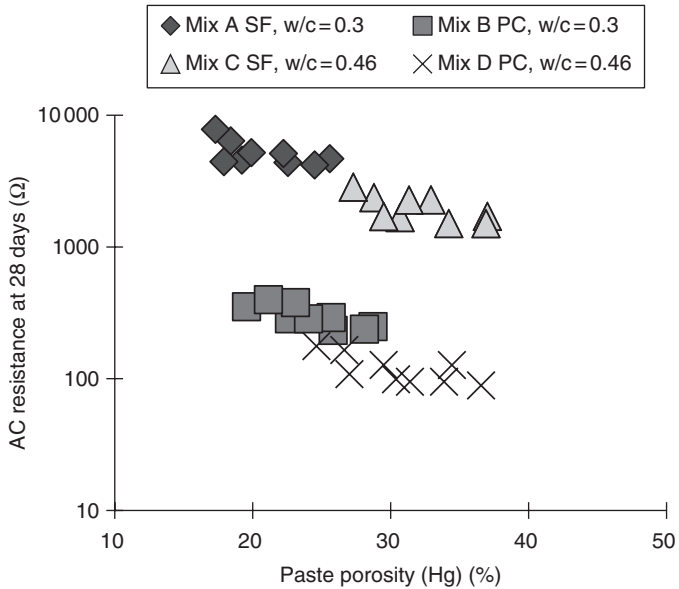 Mix A SF, w/c=0.3 Mix B PC, w/c=0.3
Mix C SF, w/c=0.46 Mix D PC, w/c=0.46
10 000
1000
100
10
AC resistance at 28 days (Ω)
10 20 30 40 50
Paste porosity (Hg) (%)